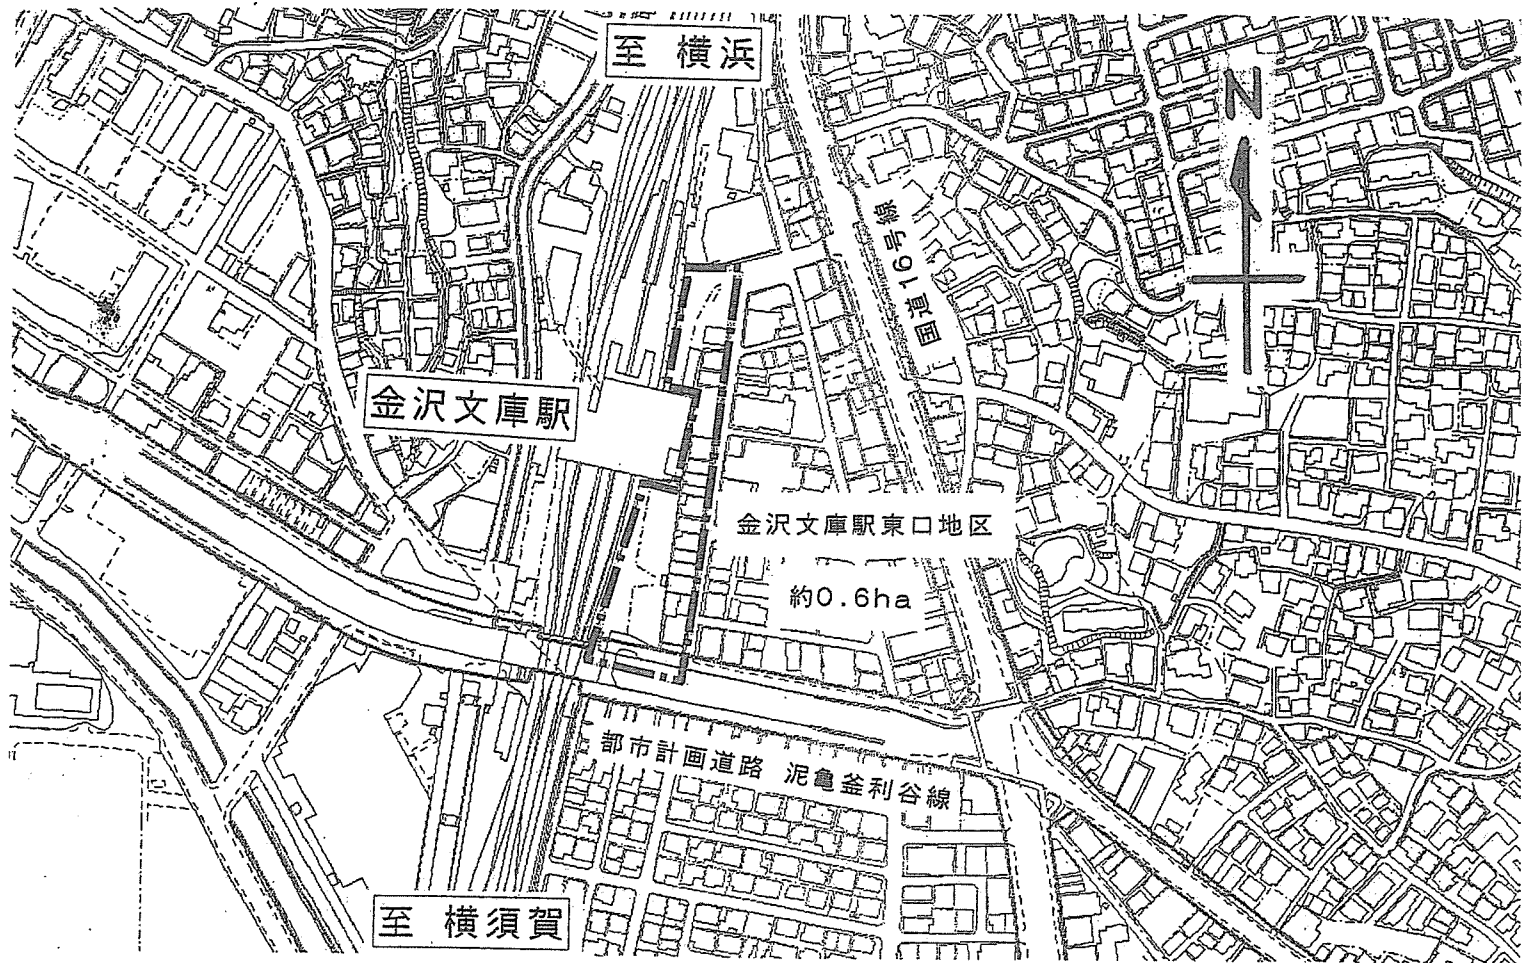 至 横浜
N
国道16号線
金沢文庫駅
金沢文庫駅東口地区
約0.6ha
都市計画道路 泥亀釜利谷線
至 横須賀